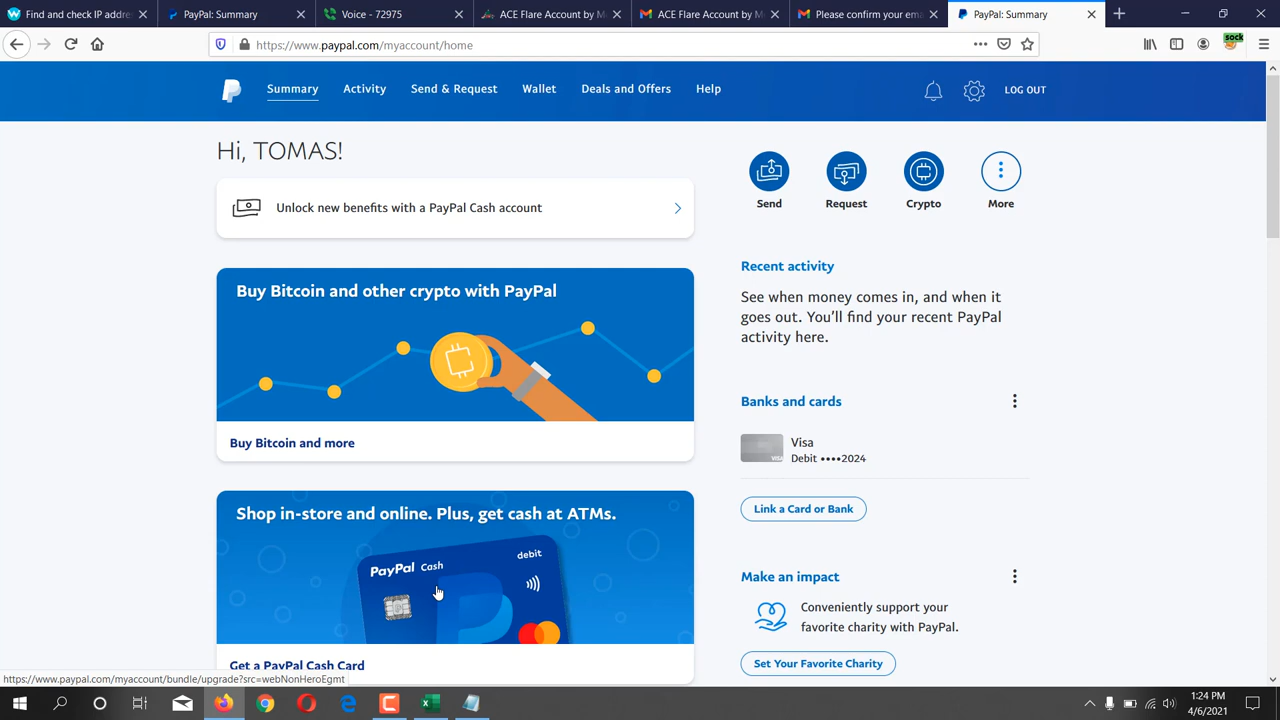 Find and check IP addres
PayPal: Summary
Voice - 72975
ACE Flare Account by M
ACE Flare Account by M
Please confirm your ema
PayPal: Summary
https://www.paypal.com/myaccount/home
sock
Summary
Activity
Send & Request
Wallet
Deals and Offers
Help
LOG OUT
Hi, TOMAS!
Unlock new benefits with a PayPal Cash account
Send
Request
Crypto
More
Buy Bitcoin and other crypto with PayPal
Buy Bitcoin and more
Recent activity
See when money comes in, and when it
goes out. You’ll find your recent PayPal
activity here.
Banks and cards
Visa
Debit ••••2024
VISA
Link a Card or Bank
Shop in-store and online. Plus, get cash at ATMs.
PayPal Cash
debit
Get a PayPal Cash Card
Make an impact
Conveniently support your
favorite charity with PayPal.
Set Your Favorite Charity
https://www.paypal.com/myaccount/bundle/upgrade?src=webNonHeroEgmt
1:24 PM
4/6/2021